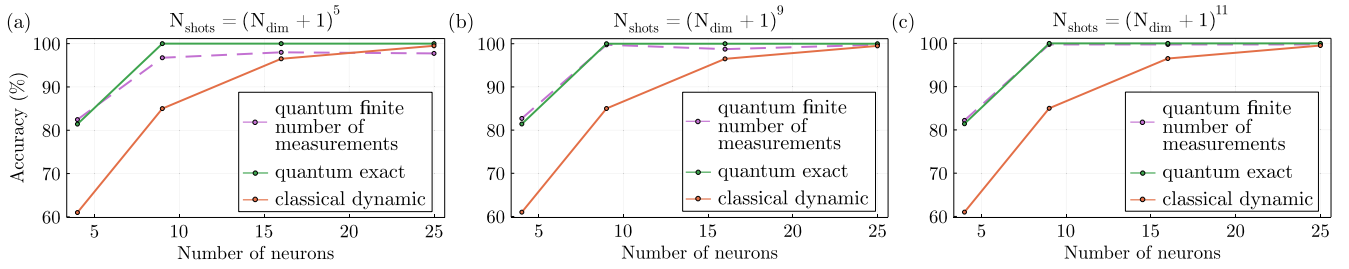 (a)
N_shots = (N_dim + 1)^5
Accuracy (%)
100
90
80
70
60
quantum finite
number of
measurements
quantum exact
classical dynamic
5
10
15
20
25
Number of neurons
(b)
N_shots = (N_dim + 1)^9
100
90
80
70
60
quantum finite
number of
measurements
quantum exact
classical dynamic
5
10
15
20
25
Number of neurons
(c)
N_shots = (N_dim + 1)^11
100
90
80
70
60
quantum finite
number of
measurements
quantum exact
classical dynamic
5
10
15
20
25
Number of neurons